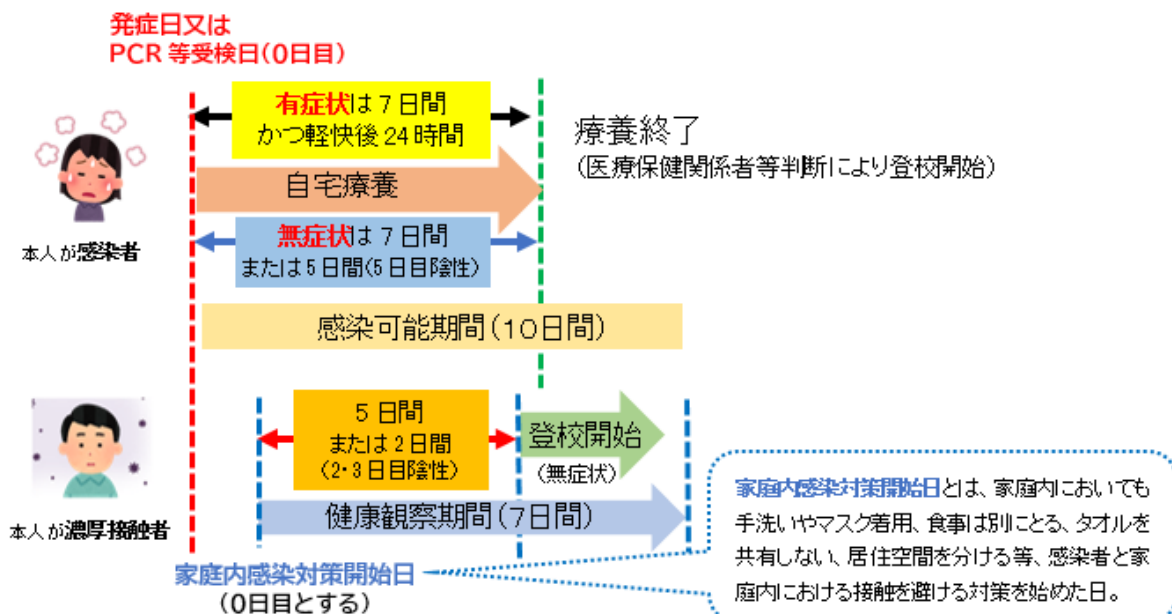 発症日又は
PCR 等受検日(0日目)
有症状は7日間
かつ軽快後24時間
療養終了
(医療保健関係者等判断により登校開始)
自宅療養
本人が感染者
無症状は7日間
または5日間(5日目陰性)
感染可能期間(10日間)
5日間
または2日間
(2・3日目陰性)
登校開始
(無症状)
健康観察期間(7日間)
本人が濃厚接触者
家庭内感染対策開始日
(0日目とする)
家庭内感染対策開始日とは、家庭内においても
手洗いやマスク着用、食事は別にとる、タオルを
共有しない、居住空間を分ける等、感染者と家
庭内における接触を避ける対策を始めた日。